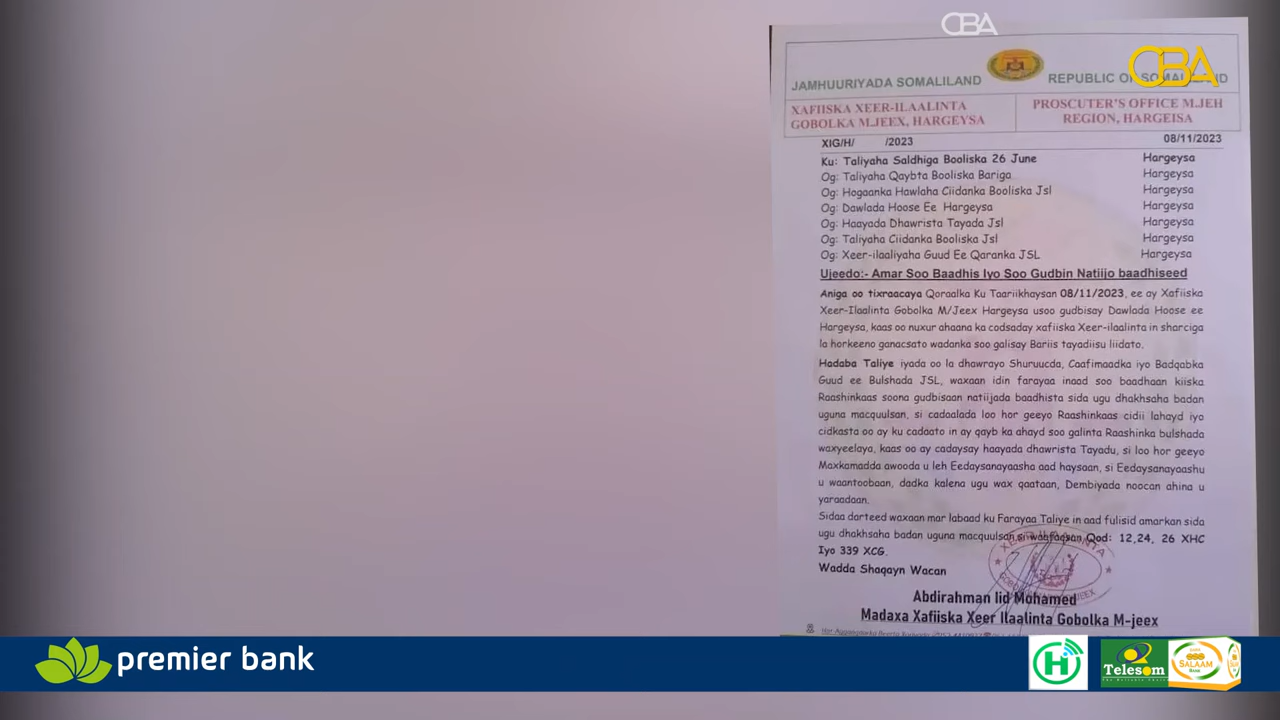 CBA
CBA
JAMHUURIYADA SOMALILAND
REPUBLIC OF SOMALILAND
XAFIISKA XEER-ILAALINTA
GOBOLKA M.JEEX, HARGEYSA
PROSCUTER'S OFFICE M.JEH
REGION, HARGEISA
XIG/H/ /2023 08/11/2023
Ku: Taliyaha Saldhiga Booliska 26 June Hargeysa
Og: Taliyaha Qaybta Booliska Bariga Hargeysa
Og: Hogaanka Hawlaha Ciidanka Booliska Jsl Hargeysa
Og: Dawlada Hoose Ee Hargeysa Hargeysa
Og: Haayada Dhawrista Tayada Jsl Hargeysa
Og: Taliyaha Ciidanka Booliska Jsl Hargeysa
Og: Xeer-ilaaliyaha Guud Ee Qaranka JSL Hargeysa
Ujeedo:- Amar Soo Baadhis Iyo Soo Gudbin Natiijo baadhiseed
Aniga oo tixraacaya Qoraalka Ku Taariikhaysan 08/11/2023, ee ay Xafiiska
Xeer-Ilaalinta Gobolka M/Jeex Hargeysa usoo gudbisay Dawlada Hoose ee
Hargeysa, kaas oo nuxur ahaana ka codsaday xafiiska Xeer-ilaalinta in sharciga
la horkeeno ganacsato wadanka soo galisay Bariis tayadiisu liidato.
Hadaba Taliye iyada oo la dhawrayo Shuruucda, Caafimaadka iyo Badqabka
Guud ee Bulshada JSL, waxaan idin farayaa inaad soo baadhaan kiiska
Raashinkaas soona gudbisaan natiijada baadhista sida ugu dhakhsaha badan
uguna macquulsan, si cadaalada loo hor geeyo Raashinkaas cidii lahayd iyo
cidkasta oo ay ku cadaato in ay qayb ka ahayd soo galinta Raashinka bulshada
waxyeelaya, kaas oo ay cadaysay haayada dhawrista Tayadu, si loo hor geeyo
Maxkamadda awooda u leh Eedaysanayaasha aad haysaan, si Eedaysanayaashu
u waantoobaan, dadka kalena ugu wax qaataan, Dembiyada noocan ahina u
yaraadaan.
Sidaa darteed waxaan mar labaad ku Farayaa Taliye in aad fulisid amarkan sida
ugu dhakhsaha badan uguna macquulsan,si waafaqsan Qod: 12,24, 26 XHC
Iyo 339 XCG.
Wadda Shaqayn Wacan
XEER ILAALINTA
Abdirahman Iid Mohamed
Madaxa Xafiiska Xeer Ilaalinta Gobolka M-jeex
premier bank
H
Telesom
SALAAM